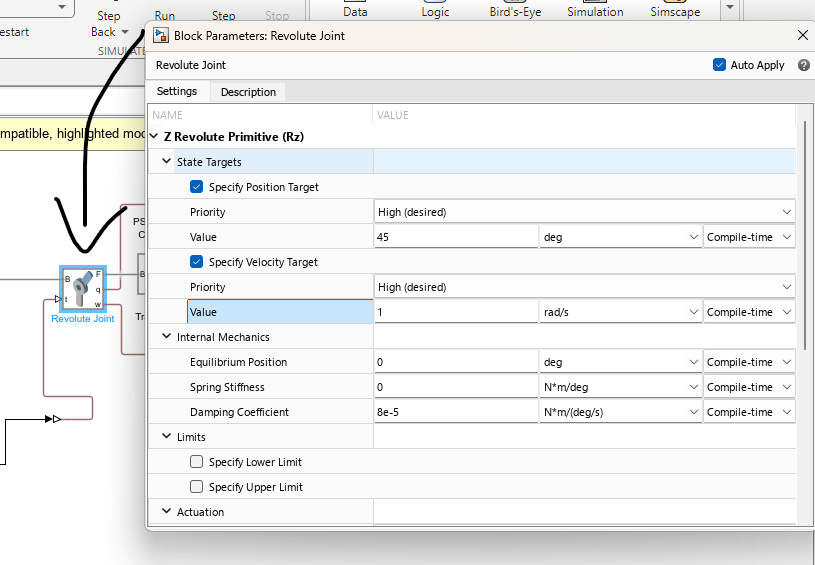 Step Run Step Stop Data Logic Bird's-Eye Simulation Simscape
estart Back
SIMULATE
Block Parameters: Revolute Joint
Revolute Joint Auto Apply
Settings Description
NAME VALUE
Z Revolute Primitive (Rz)
State Targets
Specify Position Target
Priority High (desired)
Value 45 deg Compile-time
Specify Velocity Target
Priority High (desired)
Value 1 rad/s Compile-time
Internal Mechanics
Equilibrium Position 0 deg Compile-time
Spring Stiffness 0 N*m/deg Compile-time
Damping Coefficient 8e-5 N*m/(deg/s) Compile-time
Limits
Specify Lower Limit
Specify Upper Limit
Actuation
mpatible, highlighted mod
PS
C
B F
q
t w
B
Revolute Joint
Tr